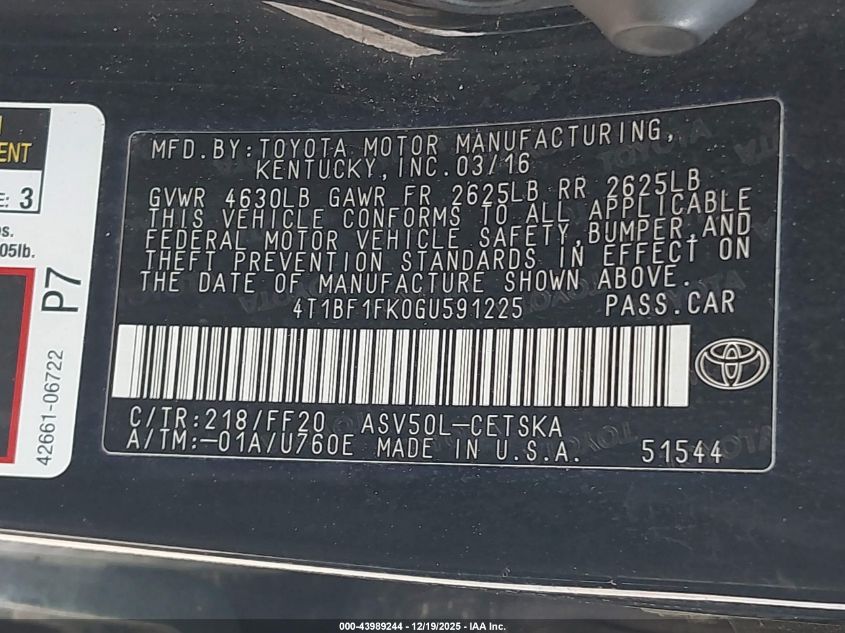 MFD.BY:TOYOTA MOTOR MANUFACTURING,
KENTUCKY,INC.03/16
GVWR 4630LB GAWR FR 2625LB RR 2625LB
THIS VEHICLE CONFORMS TO ALL APPLICABLE
FEDERAL MOTOR VEHICLE SAFETY,BUMPER,AND
THEFT PREVENTION STANDARDS IN EFFECT ON
THE DATE OF MANUFACTURE SHOWN ABOVE.
4T1BF1FK0GU591225 PASS.CAR
C/TR:218/FF20 ASV50L-CETSKA
A/TM:-01A/U760E MADE IN U.S.A. 51544
ENT
E: 3
s.
05lb.
P7
42661-06722
TOYOTA
000-43989244 - 12/19/2025 - IAA Inc.